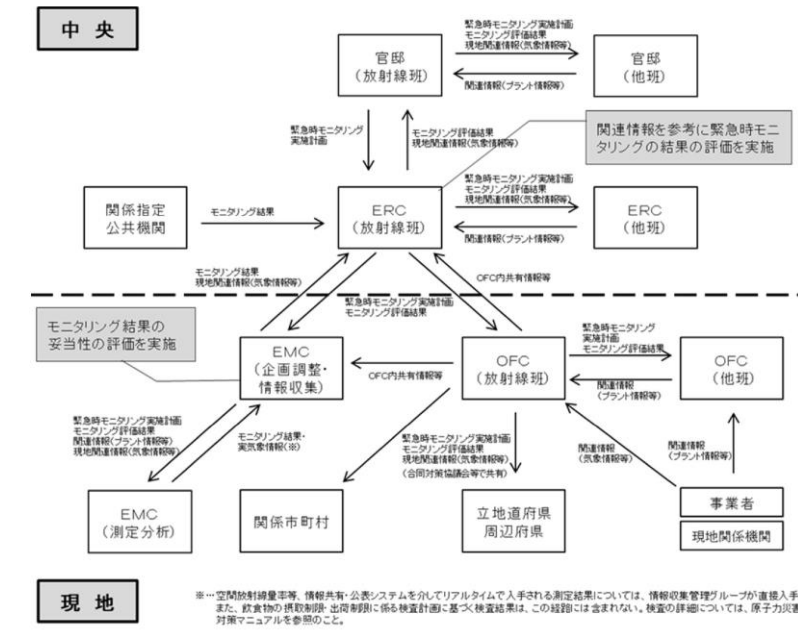 中 央
緊急時モニタリング実施計画
モニタリング評価結果
現地関連情報(気象情報等)
官邸
(放射線班)
官邸
(他班)
関連情報(プラント情報等)
緊急時モニタリング
実施計画
モニタリング評価結果
現地関連情報(気象情報等)
関連情報を参考に緊急時モニ
タリングの結果の評価を実施
緊急時モニタリング実施計画
モニタリング評価結果
関係指定
公共機関
モニタリング結果
ERC
(放射線班)
ERC
(他班)
関連情報(プラント情報等)
モニタリング結果
現地関連情報(気象情報等)
OFC内共有情報等
緊急時モニタリング実施計画
モニタリング評価結果
モニタリング結果の
妥当性の評価を実施
緊急時モニタリング
実施計画
モニタリング評価結果
EMC
(企画調整・
情報収集)
OFC内共有情報等
OFC
(放射線班)
OFC
(他班)
関連情報
(プラント情報等)
緊急時モニタリング実施計画
モニタリング評価結果
関連情報(プラント情報等)
現地関連情報(気象情報等)
モニタリング結果・
実気象情報(※)
緊急時モニタリング実施計画
モニタリング評価結果
現地関連情報(気象情報等)
(合同対策協議会等で共有)
関連情報
(気象情報等)
関連情報
(プラント情報等)
EMC
(測定分析)
関係市町村
立地道府県
周辺府県
事業者
現地関係機関
現 地
※…空間放射線量率等、情報共有・公表システムを介してリアルタイムで入手される測定結果については、情報収集管理グループが直接入手
また、飲食物の摂取制限・出荷制限に係る検査計画に基づく検査結果は、この経路には含まれない。検査の詳細については、原子力災害
対策マニュアルを参照のこと。